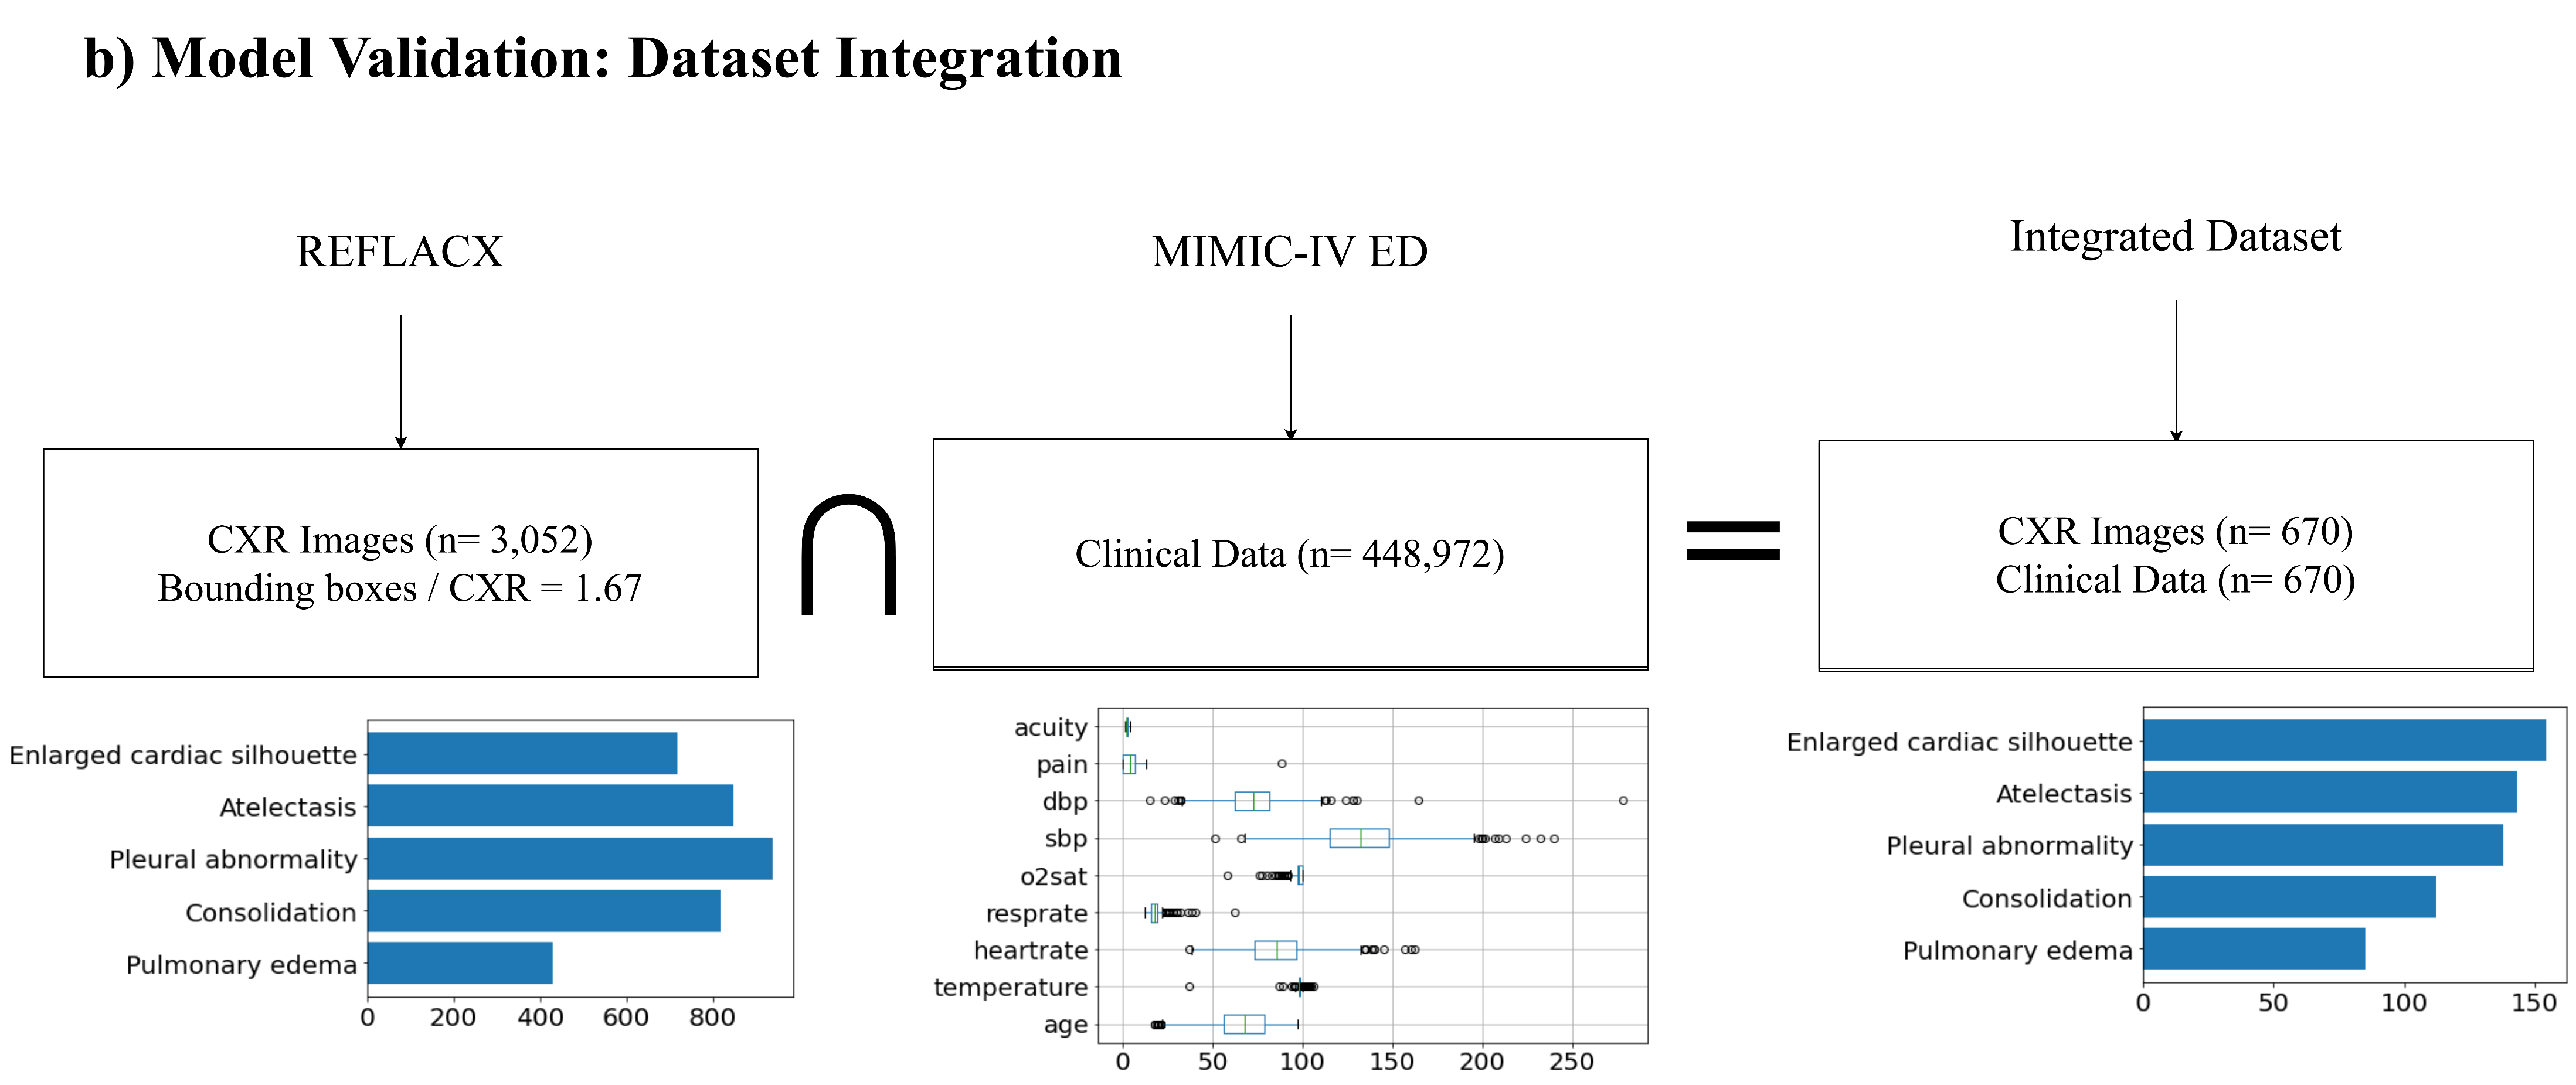 b) Model Validation: Dataset Integration
REFLACX
MIMIC-IV ED
Integrated Dataset
CXR Images (n= 3,052)
Bounding boxes / CXR = 1.67
Clinical Data (n= 448,972)
CXR Images (n= 670)
Clinical Data (n= 670)
Enlarged cardiac silhouette
Atelectasis
Pleural abnormality
Consolidation
Pulmonary edema
0 200 400 600 800
acuity
pain
dbp
sbp
o2sat
resprate
heartrate
temperature
age
0 50 100 150 200 250
Enlarged cardiac silhouette
Atelectasis
Pleural abnormality
Consolidation
Pulmonary edema
0 50 100 150